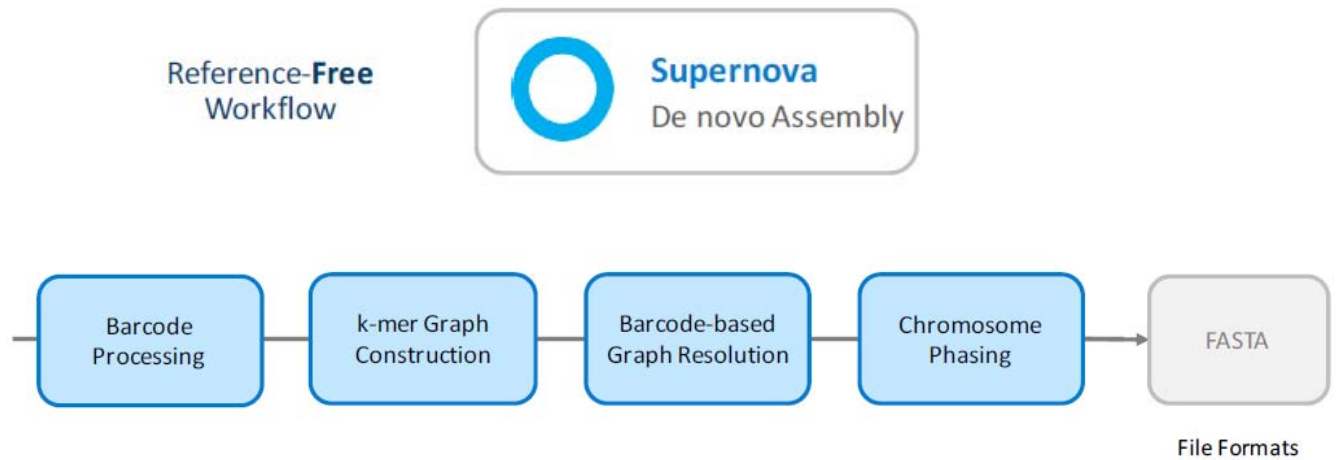 Reference-Free
Workflow
Supernova
De novo Assembly
Barcode
Processing
k-mer Graph
Construction
Barcode-based
Graph Resolution
Chromosome
Phasing
FASTA
File Formats